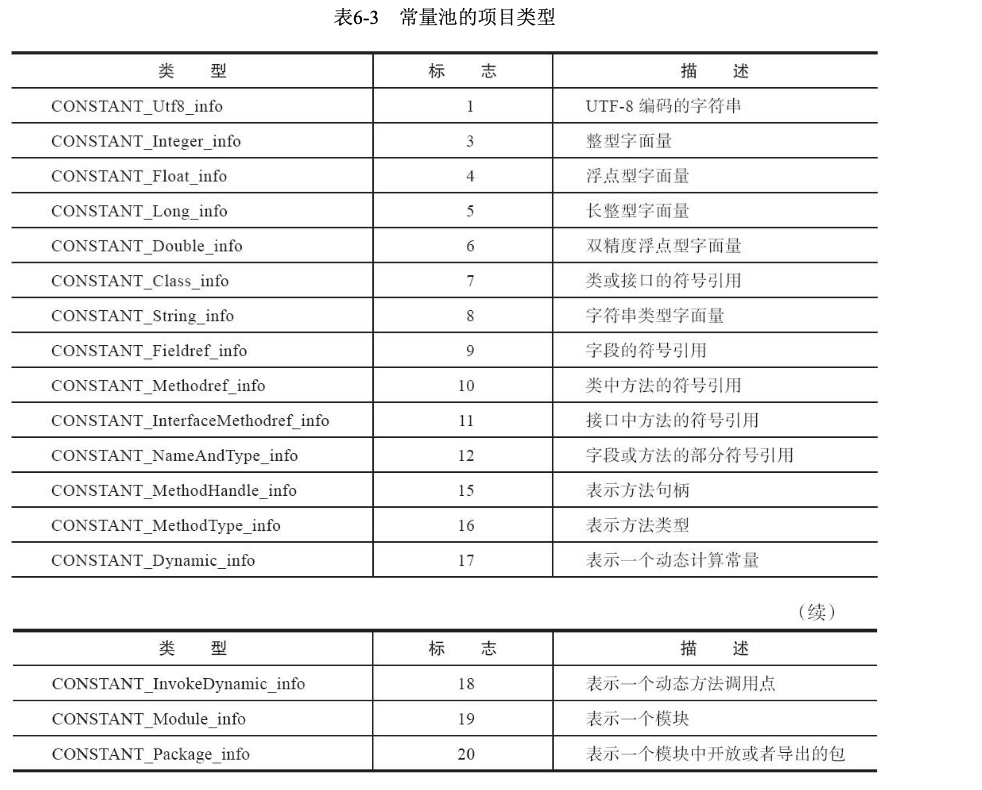 表6-3 常量池的项目类型
类 型 标 志 描 述
CONSTANT_Utf8_info 1 UTF-8 编码的字符串
CONSTANT_Integer_info 3 整型字面量
CONSTANT_Float_info 4 浮点型字面量
CONSTANT_Long_info 5 长整型字面量
CONSTANT_Double_info 6 双精度浮点型字面量
CONSTANT_Class_info 7 类或接口的符号引用
CONSTANT_String_info 8 字符串类型字面量
CONSTANT_Fieldref_info 9 字段的符号引用
CONSTANT_Methodref_info 10 类中方法的符号引用
CONSTANT_InterfaceMethodref_info 11 接口中方法的符号引用
CONSTANT_NameAndType_info 12 字段或方法的部分符号引用
CONSTANT_MethodHandle_info 15 表示方法句柄
CONSTANT_MethodType_info 16 表示方法类型
CONSTANT_Dynamic_info 17 表示一个动态计算常量
（续）
类 型 标 志 描 述
CONSTANT_InvokeDynamic_info 18 表示一个动态方法调用点
CONSTANT_Module_info 19 表示一个模块
CONSTANT_Package_info 20 表示一个模块中开放或者导出的包